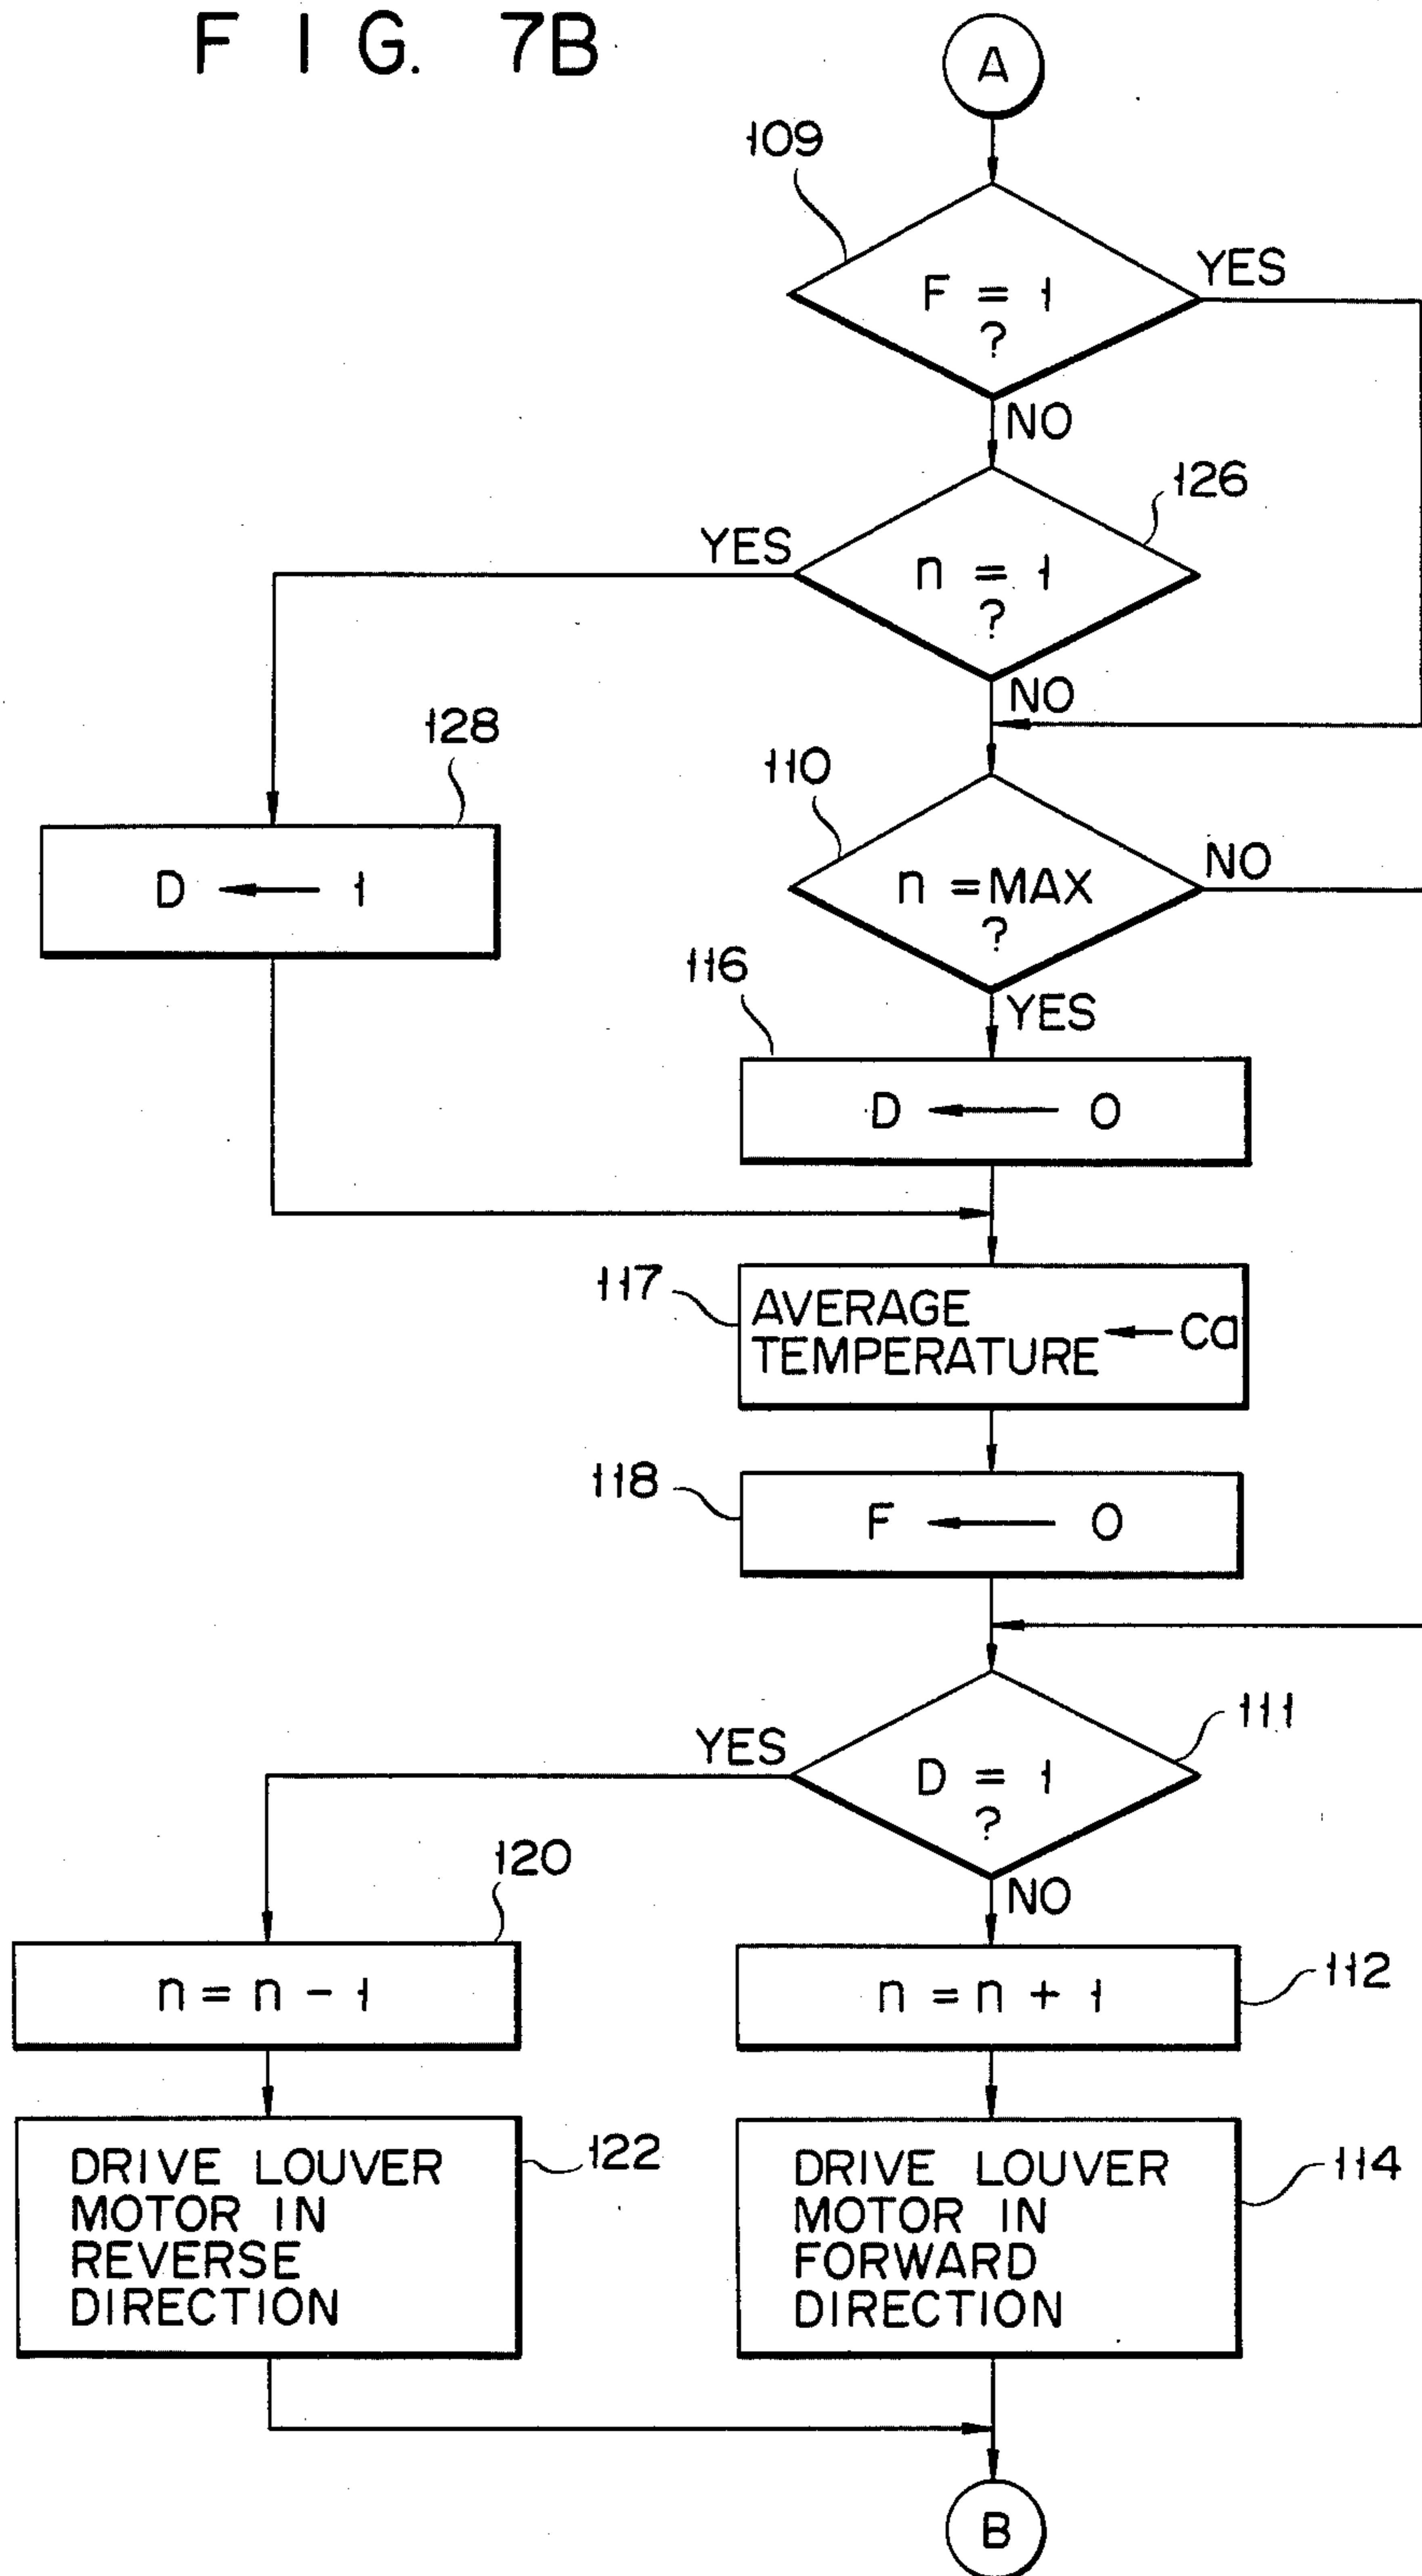 FIG. 7B
A
109
F = 1
?
YES
NO
126
n = 1
?
YES
NO
128
D ← 1
110
n = MAX
?
NO
YES
116
D ← 0
117
AVERAGE
TEMPERATURE ← Ca
118
F ← 0
111
D = 1
?
YES
NO
120
n = n - 1
112
n = n + 1
122
DRIVE LOUVER
MOTOR IN
REVERSE
DIRECTION
114
DRIVE LOUVER
MOTOR IN
FORWARD
DIRECTION
B